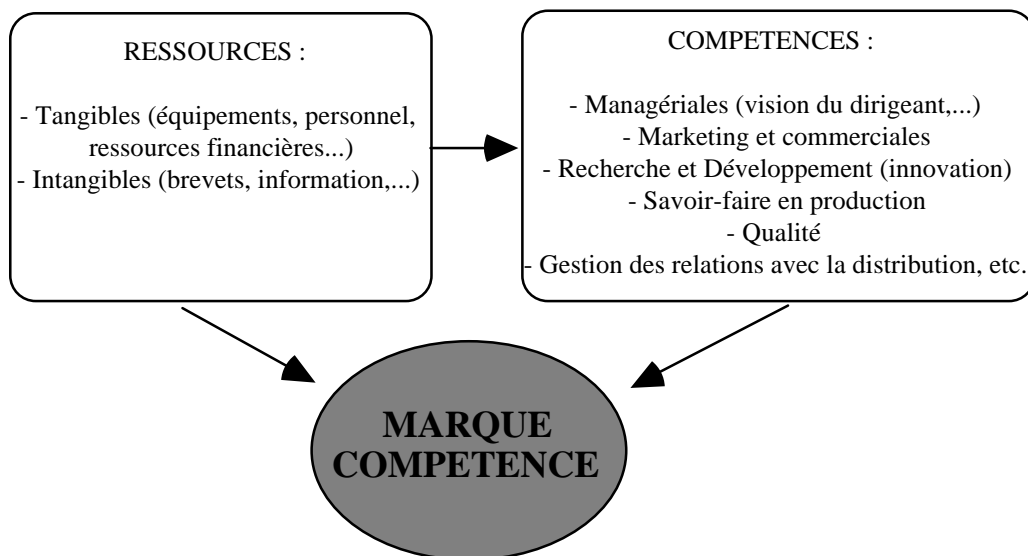 RESSOURCES :
- Tangibles (équipements, personnel,
ressources financières...)
- Intangibles (brevets, information,...)
COMPETENCES :
- Managériales (vision du dirigeant,...)
- Marketing et commerciales
- Recherche et Développement (innovation)
- Savoir-faire en production
- Qualité
- Gestion des relations avec la distribution, etc.
MARQUE
COMPETENCE